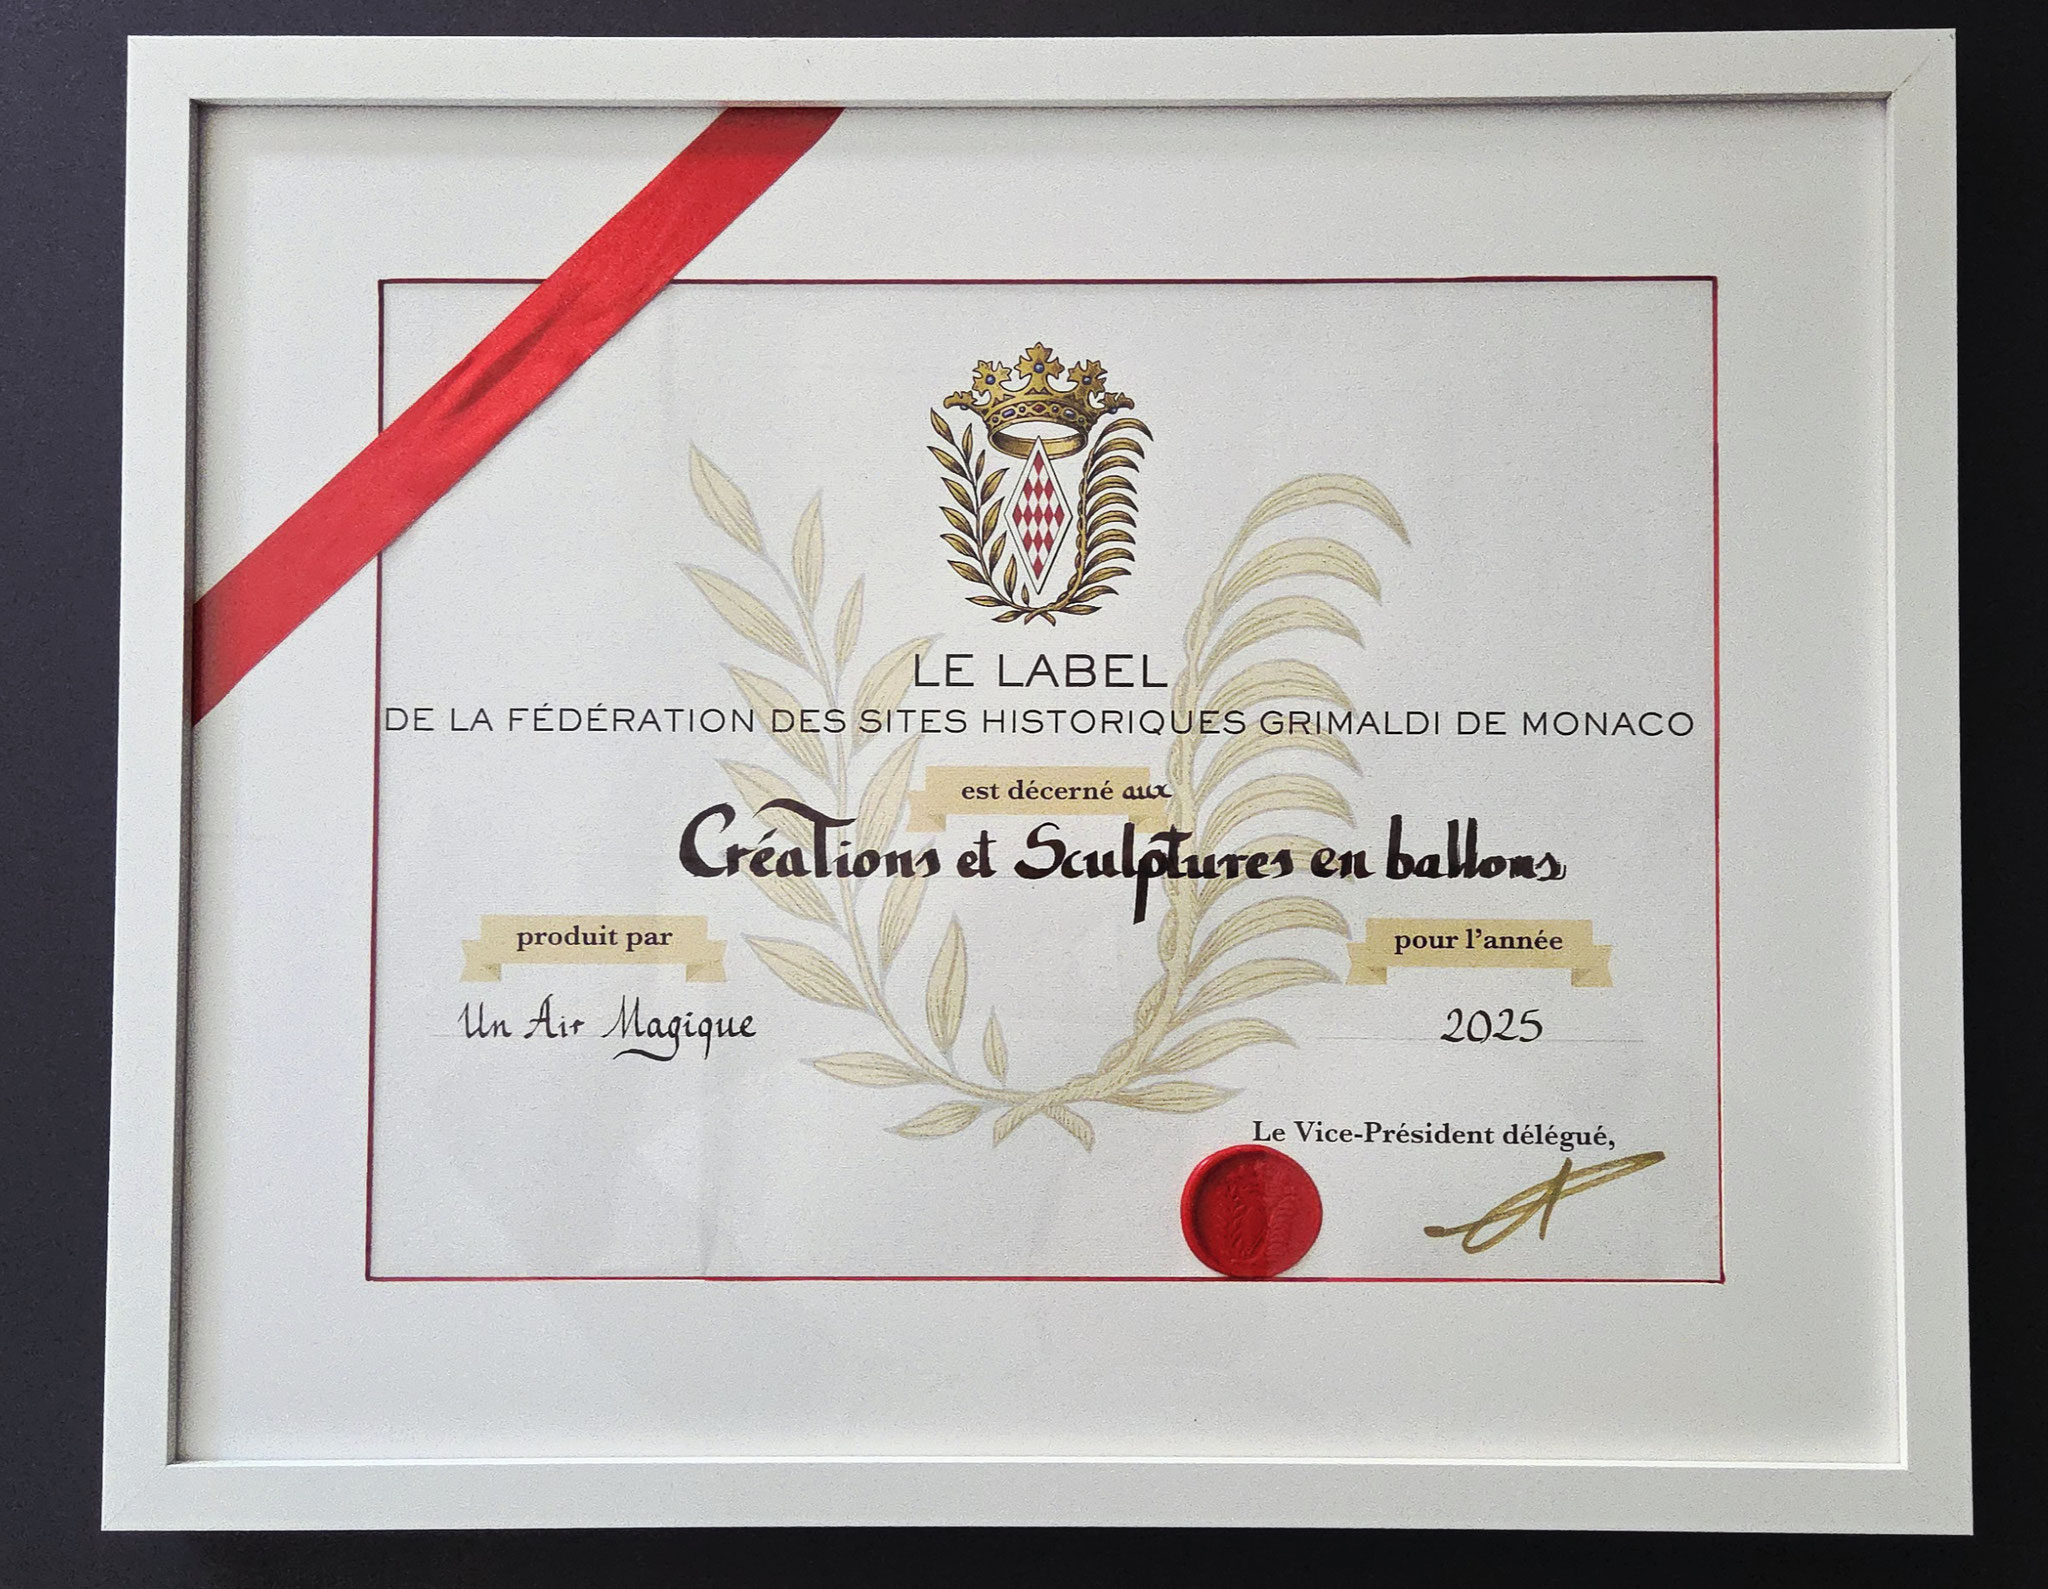 LE LABEL
DE LA FÉDÉRATION DES SITES HISTORIQUES GRIMALDI DE MONACO
est décerné aux
Créations et Sculptures en ballons
produit par
Un Air Magique
pour l'année
2025
Le Vice-Président délégué,